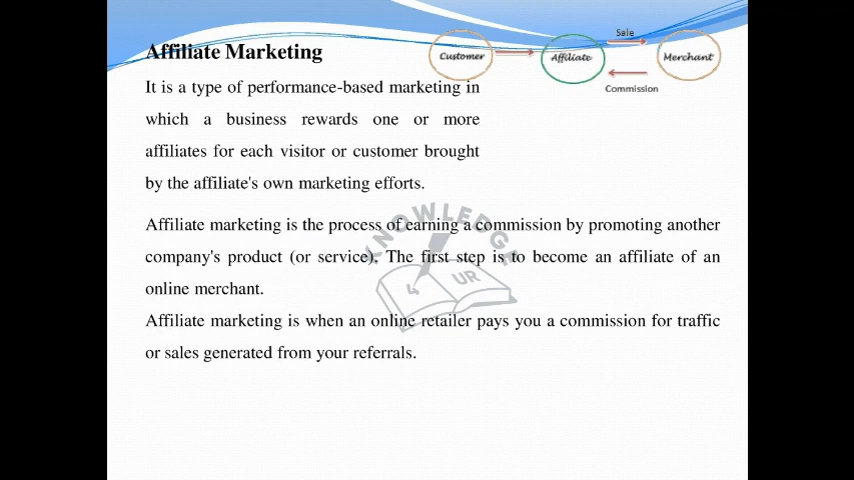 Affiliate Marketing
Sale
Customer
Affiliate
Merchant
Commission
It is a type of performance-based marketing in
which a business rewards one or more
affiliates for each visitor or customer brought
by the affiliate's own marketing efforts.
KNOWLEDGE
4 UR
Affiliate marketing is the process of earning a commission by promoting another
company's product (or service). The first step is to become an affiliate of an
online merchant.
Affiliate marketing is when an online retailer pays you a commission for traffic
or sales generated from your referrals.